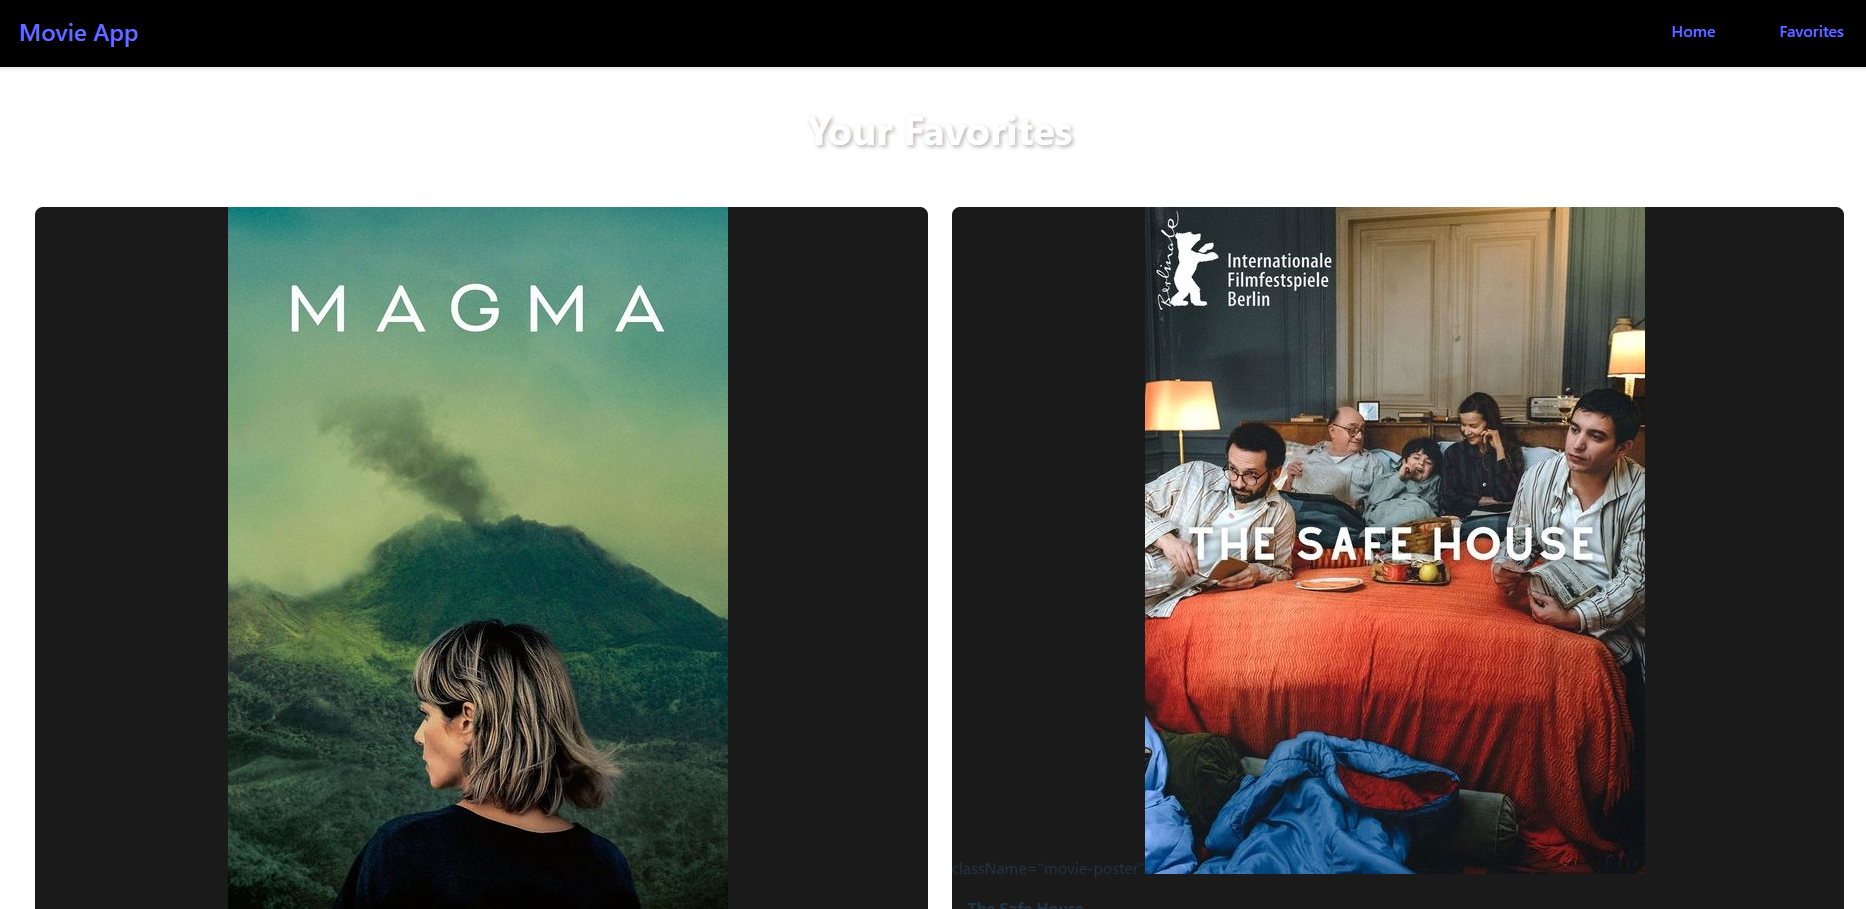 Movie App
Home
Favorites
Your Favorites
MAGMA
Berlinale
Internationale
Filmfestspiele
Berlin
THE SAFE HOUSE
className="movie-poster"
The Safe House